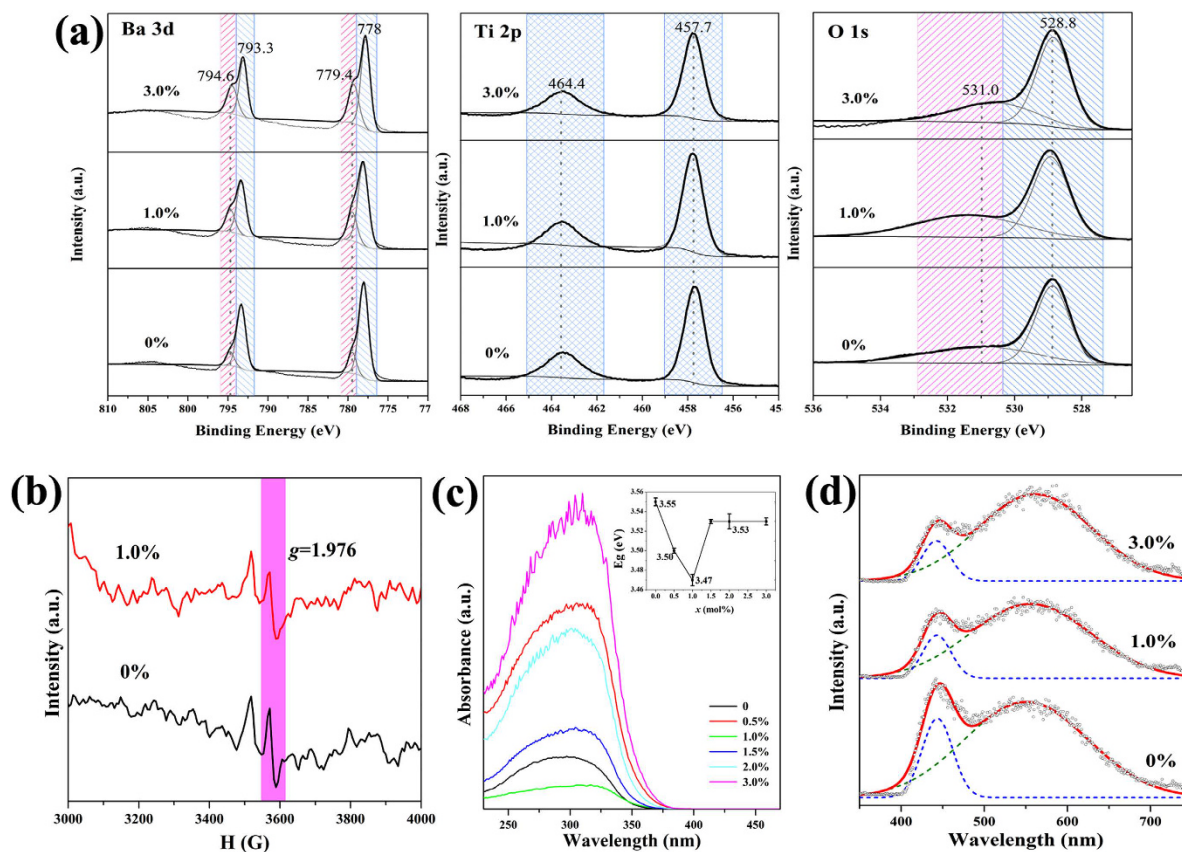 (a)
Ba 3d
794.6
793.3
779.4
778
3.0%
1.0%
0%
Intensity (a.u.)
810 805 795 790 780 778 77
Binding Energy (eV)
Ti 2p
464.4
457.7
3.0%
1.0%
0%
Intensity (a.u.)
468 466 464 462 458 456 45
Binding Energy (eV)
O 1s
531.0
528.8
3.0%
1.0%
0%
Intensity (a.u.)
536 534 530 528
Binding Energy (eV)
(b)
1.0%
g=1.976
0%
Intensity (a.u.)
3000 3200 3400 3600 3800 4000
H (G)
(c)
Absorbance (a.u.)
250 300 350 400 450
Wavelength (nm)
0
0.5%
1.0%
1.5%
2.0%
3.0%
Eg (eV)
3.56
3.54
3.52
3.50
3.48
3.46
3.55
3.50
3.47
3.53
0.0 0.5 1.0 1.5 2.0 3.0
x (mol%)
(d)
3.0%
1.0%
0%
Intensity (a.u.)
400 500 600 700
Wavelength (nm)